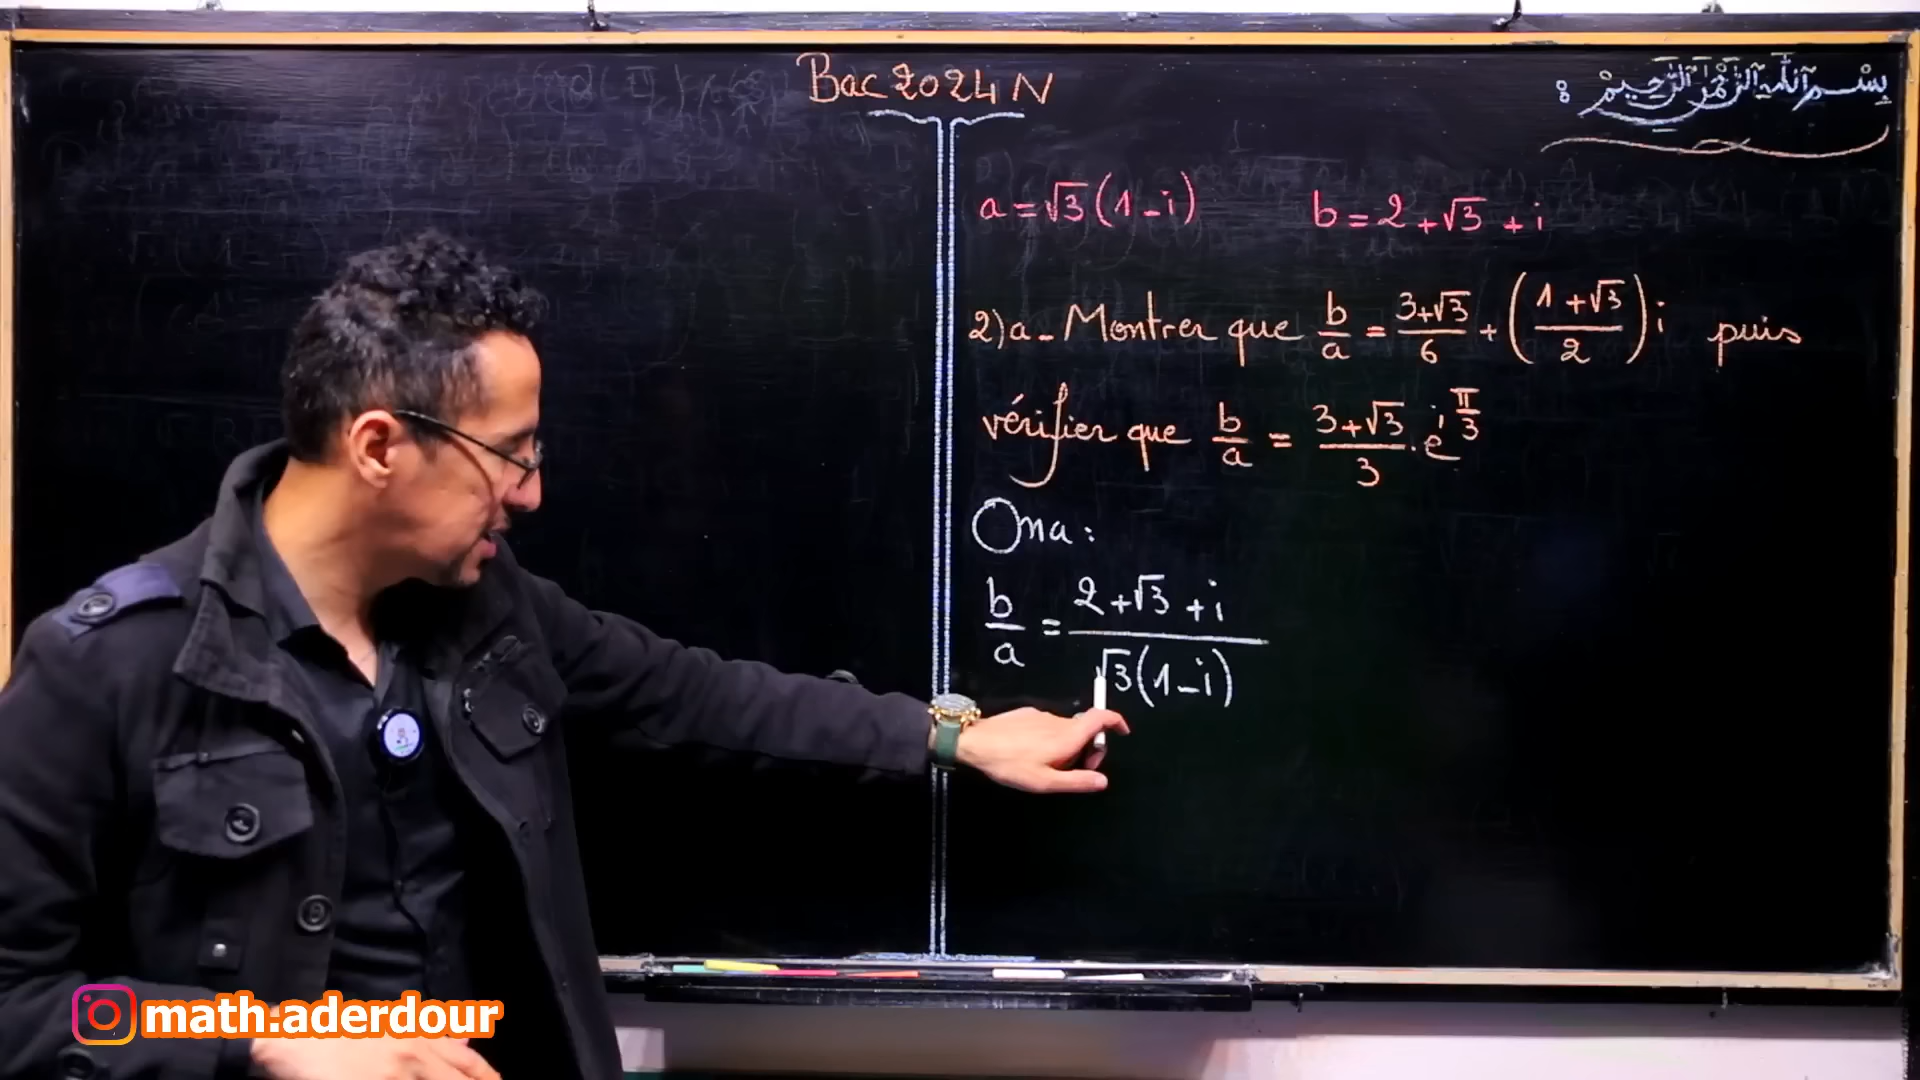 Bac 2024 N
بسم الله الرحمن الرحيم :
a = √3 (1 - i)   b = 2 + √3 + i
2) a - Montrer que b/a = (3+√3)/6 + ((1+√3)/2) i puis
vérifier que b/a = (3+√3)/3 . e^(i π/3)
On a :
b/a = (2 + √3 + i)/(√3 (1 - i))
math.aderdour